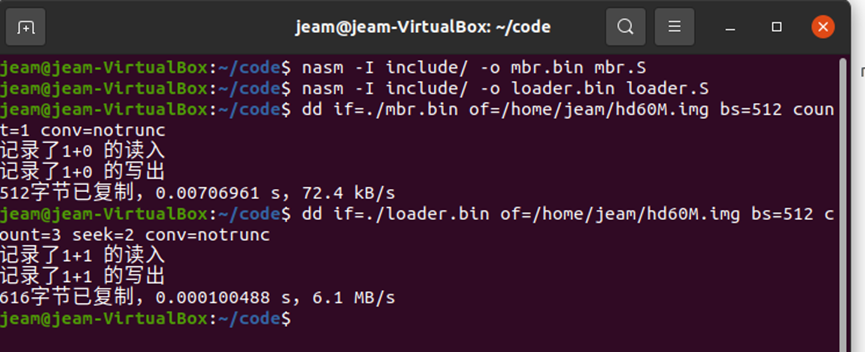 jeam@jeam-VirtualBox: ~/code
jeam@jeam-VirtualBox:~/code$ nasm -I include/ -o mbr.bin mbr.S
jeam@jeam-VirtualBox:~/code$ nasm -I include/ -o loader.bin loader.S
jeam@jeam-VirtualBox:~/code$ dd if=./mbr.bin of=/home/jeam/hd60M.img bs=512 coun
t=1 conv=notrunc
记录了1+0 的读入
记录了1+0 的写出
512字节已复制，0.00706961 s，72.4 kB/s
jeam@jeam-VirtualBox:~/code$ dd if=./loader.bin of=/home/jeam/hd60M.img bs=512 c
ount=3 seek=2 conv=notrunc
记录了1+1 的读入
记录了1+1 的写出
616字节已复制，0.000100488 s，6.1 MB/s
jeam@jeam-VirtualBox:~/code$